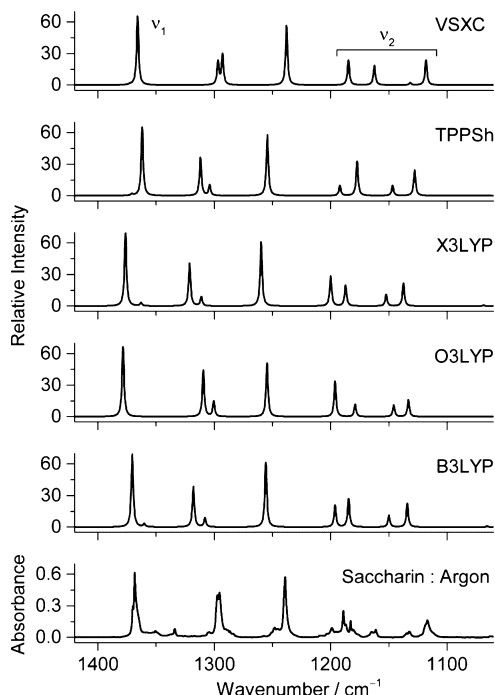 VSXC
60
30
0
ν1
ν2
TPPSh
60
30
0
X3LYP
60
30
0
O3LYP
60
30
0
B3LYP
60
30
0
Saccharin : Argon
0.6
0.3
0.0
Relative Intensity
Absorbance
1400 1300 1200 1100
Wavenumber / cm⁻¹